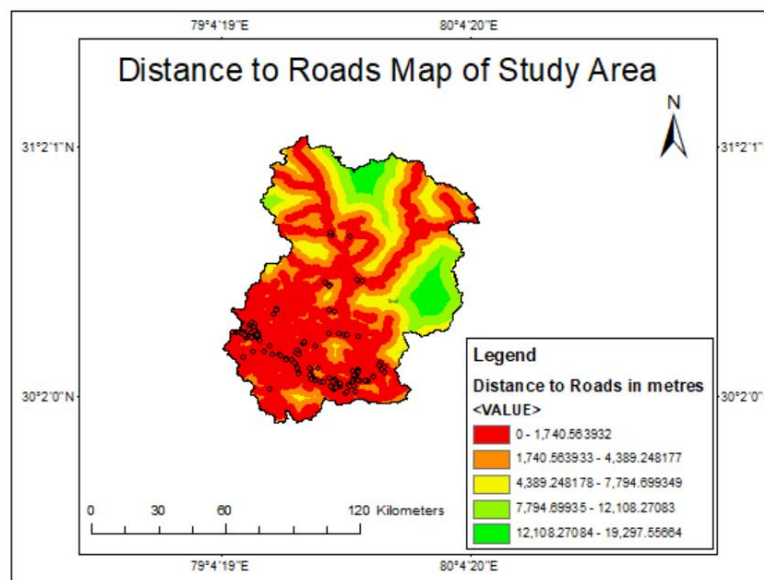 79°4'19"E 80°4'20"E
Distance to Roads Map of Study Area
N
31°2'1"N 31°2'1"N
Legend
Distance to Roads in metres
<VALUE>
30°2'0"N 30°2'0"N
0 - 1,740.563932
1,740.563933 - 4,389.248177
4,389.248178 - 7,794.699349
7,794.69935 - 12,108.27083
12,108.27084 - 19,297.55664
0 30 60 120 Kilometers
79°4'19"E 80°4'20"E